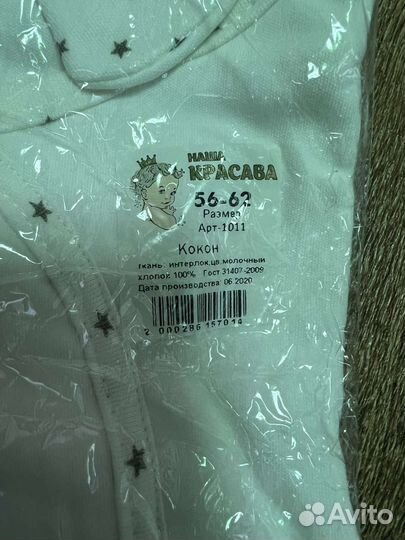 НАША
КРАСАВА
56-62
Размер
Арт-1011
Кокон
Ткань: интерлок,цв.молочный
хлопок 100% Гост 31407-2009
Дата производства: 06.2020
2 000286 157014
Avito